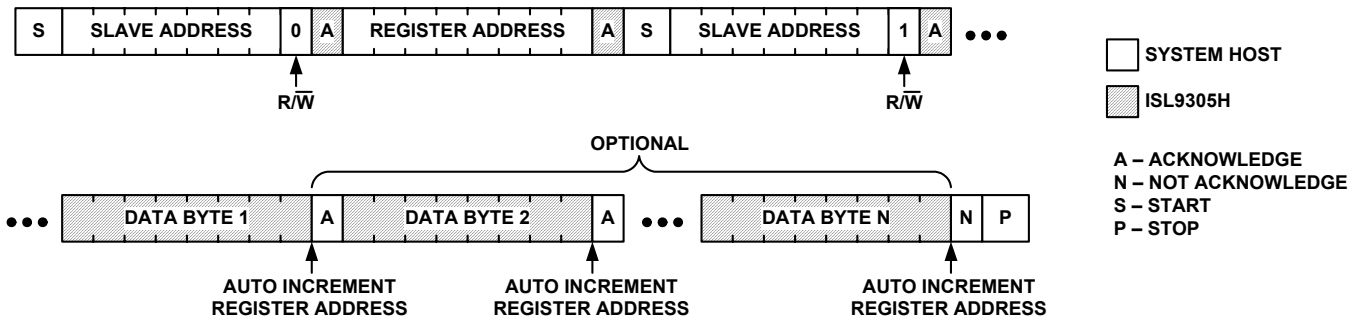 S SLAVE ADDRESS 0 A REGISTER ADDRESS A S SLAVE ADDRESS 1 A
R/W̅ R/W̅
SYSTEM HOST
ISL9305H
OPTIONAL
A – ACKNOWLEDGE
N – NOT ACKNOWLEDGE
S – START
P – STOP
DATA BYTE 1 A DATA BYTE 2 A DATA BYTE N N P
AUTO INCREMENT
REGISTER ADDRESS
AUTO INCREMENT
REGISTER ADDRESS
AUTO INCREMENT
REGISTER ADDRESS